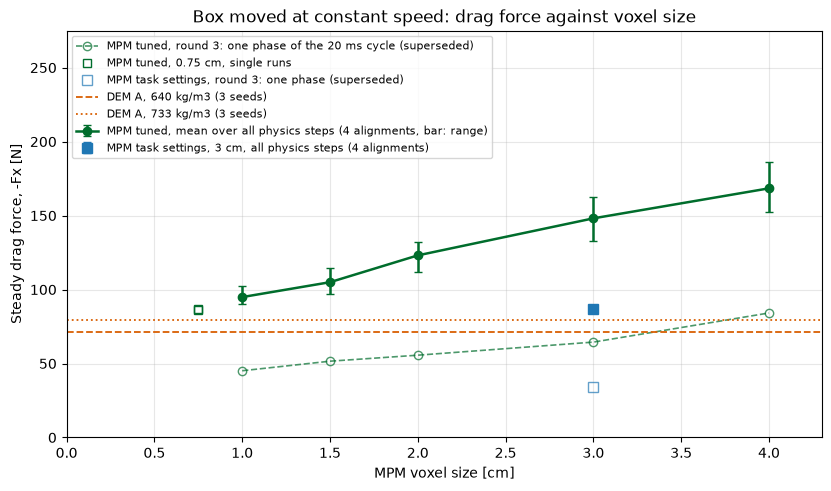 Box moved at constant speed: drag force against voxel size
MPM tuned, round 3: one phase of the 20 ms cycle (superseded)
MPM tuned, 0.75 cm, single runs
MPM task settings, round 3: one phase (superseded)
DEM A, 640 kg/m3 (3 seeds)
DEM A, 733 kg/m3 (3 seeds)
MPM tuned, mean over all physics steps (4 alignments, bar: range)
MPM task settings, 3 cm, all physics steps (4 alignments)
Steady drag force, -Fx [N]
250
200
150
100
50
0
0.0 0.5 1.0 1.5 2.0 2.5 3.0 3.5 4.0
MPM voxel size [cm]